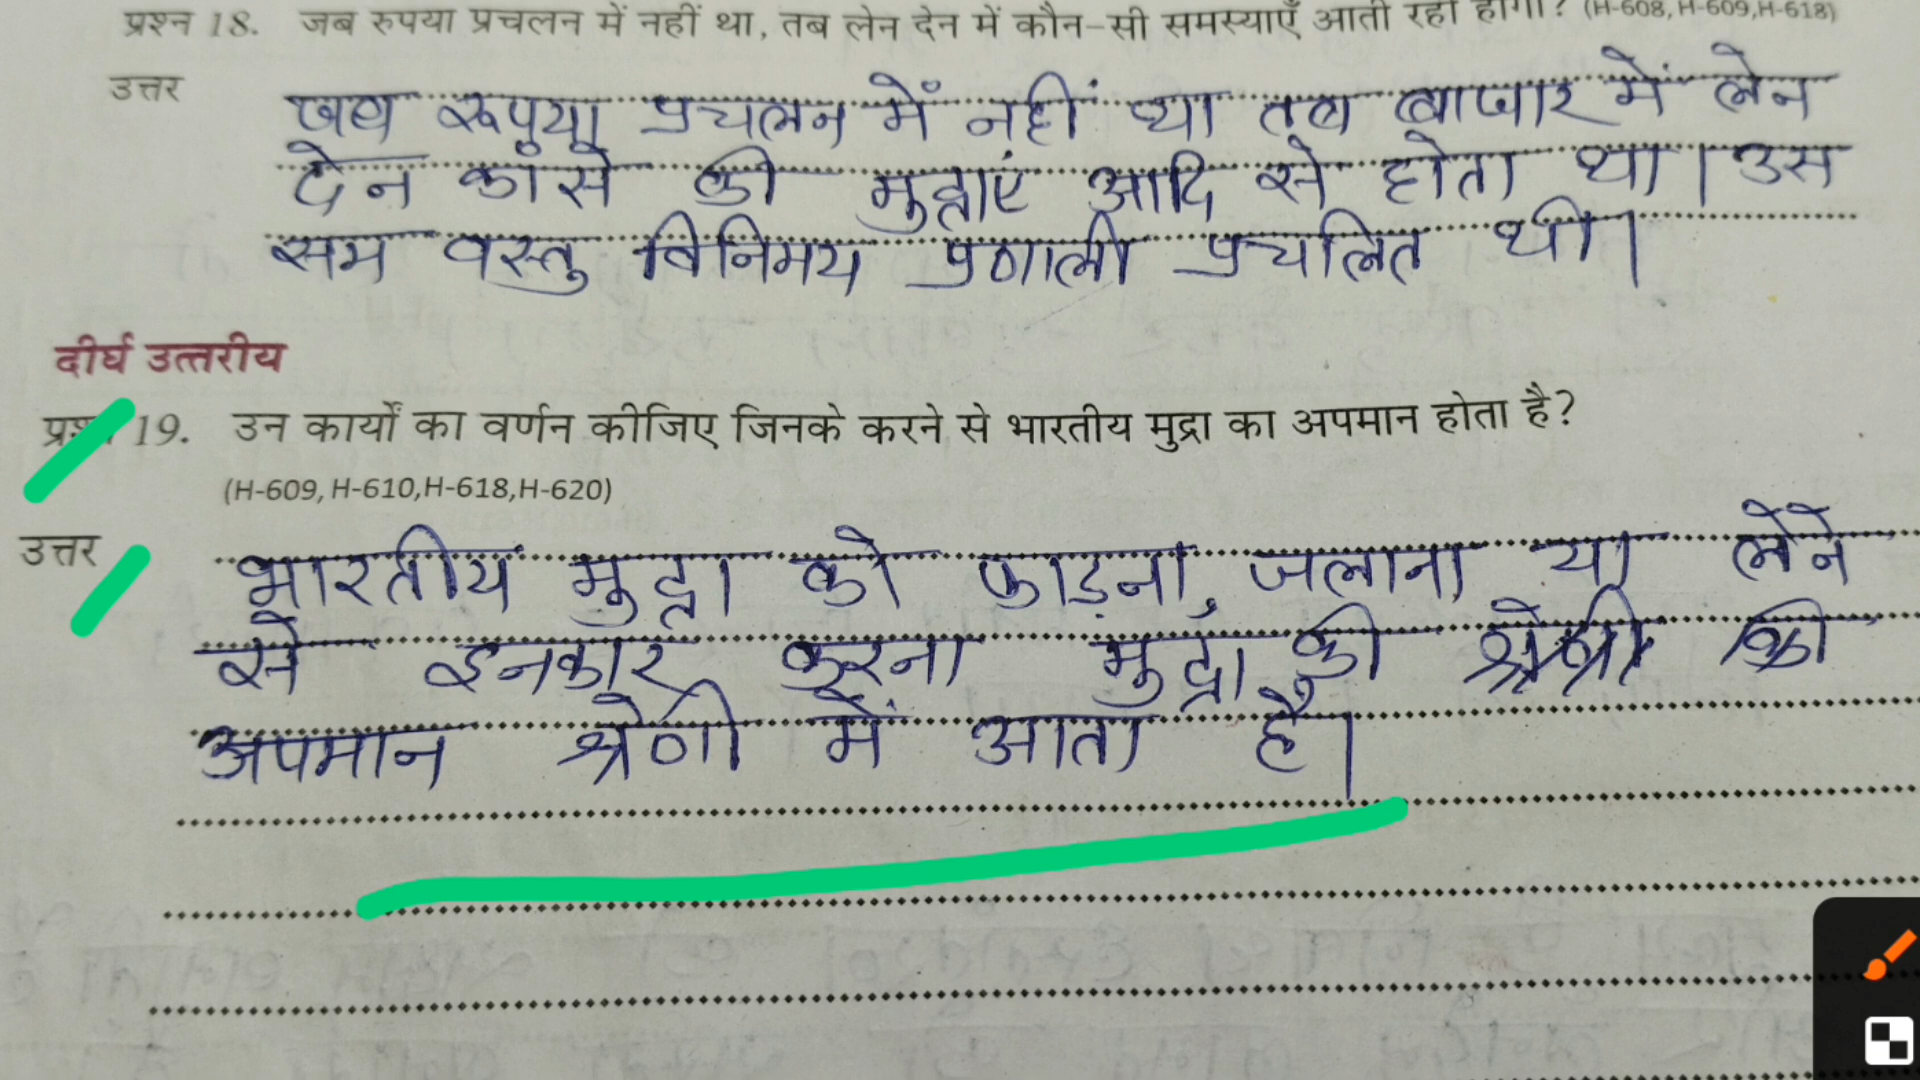 प्रश्न 18. जब रुपया प्रचलन में नहीं था, तब लेन देन में कौन-सी समस्याएँ आती रही होंगी? (H-608, H-609,H-618)
उत्तर
जब रूपया प्रचलन में नहीं था तब बाजार में लेन
देन कांसे की मुद्राएं आदि से होता था। उस
सम वस्तु विनिमय प्रणाली प्रचलित थी।
दीर्घ उत्तरीय
प्रश्न 19. उन कार्यों का वर्णन कीजिए जिनके करने से भारतीय मुद्रा का अपमान होता है?
(H-609, H-610,H-618,H-620)
उत्तर
भारतीय मुद्रा को फाड़ना, जलाना या लेने
से इनकार करना मुद्रा की
अपमान श्रेणी में आता है।